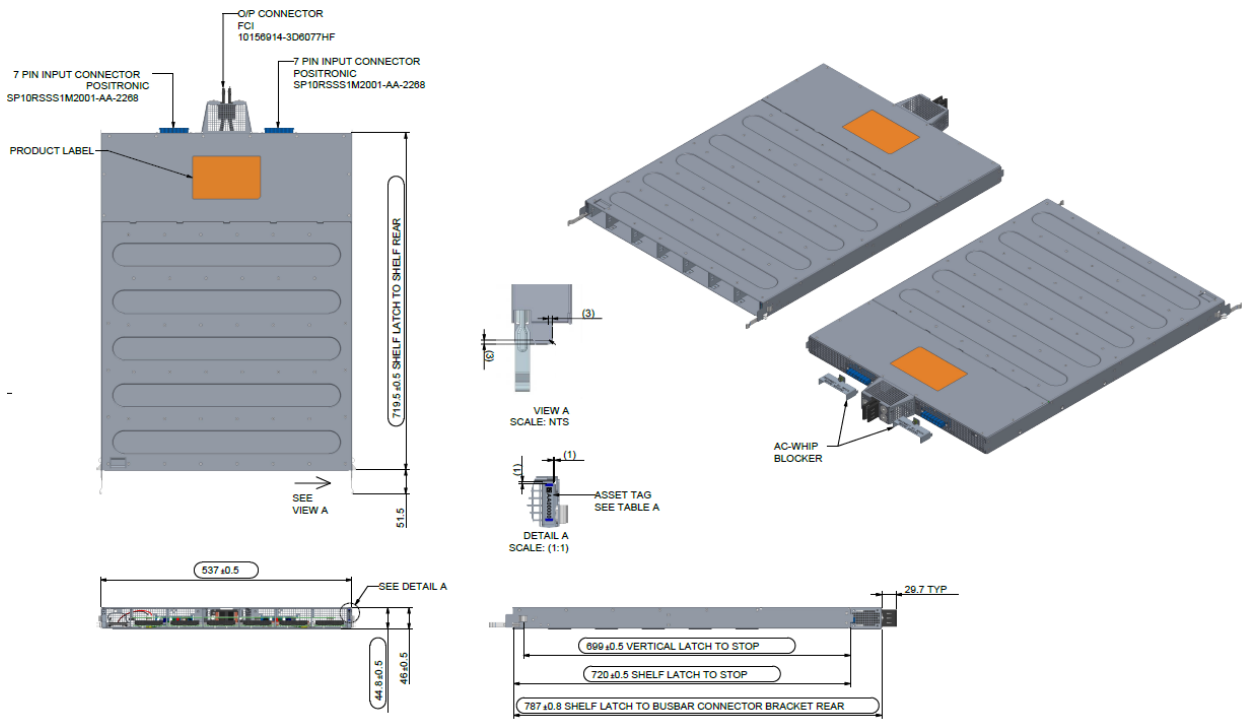 O/P CONNECTOR
FCI
10156914-3D6077HF
7 PIN INPUT CONNECTOR
POSITRONIC
SP10RSSS1M2001-AA-2268
7 PIN INPUT CONNECTOR
POSITRONIC
SP10RSSS1M2001-AA-2268
PRODUCT LABEL
719.5 ±0.5 SHELF LATCH TO SHELF REAR
SEE
VIEW A
51.5
(3)
(3)
VIEW A
SCALE: NTS
(1)
(1)
ASSET TAG
SEE TABLE A
DETAIL A
SCALE: (1:1)
AC-WHIP
BLOCKER
537±0.5
SEE DETAIL A
44.8±0.5
46±0.5
29.7 TYP
699±0.5 VERTICAL LATCH TO STOP
720±0.5 SHELF LATCH TO STOP
787±0.8 SHELF LATCH TO BUSBAR CONNECTOR BRACKET REAR